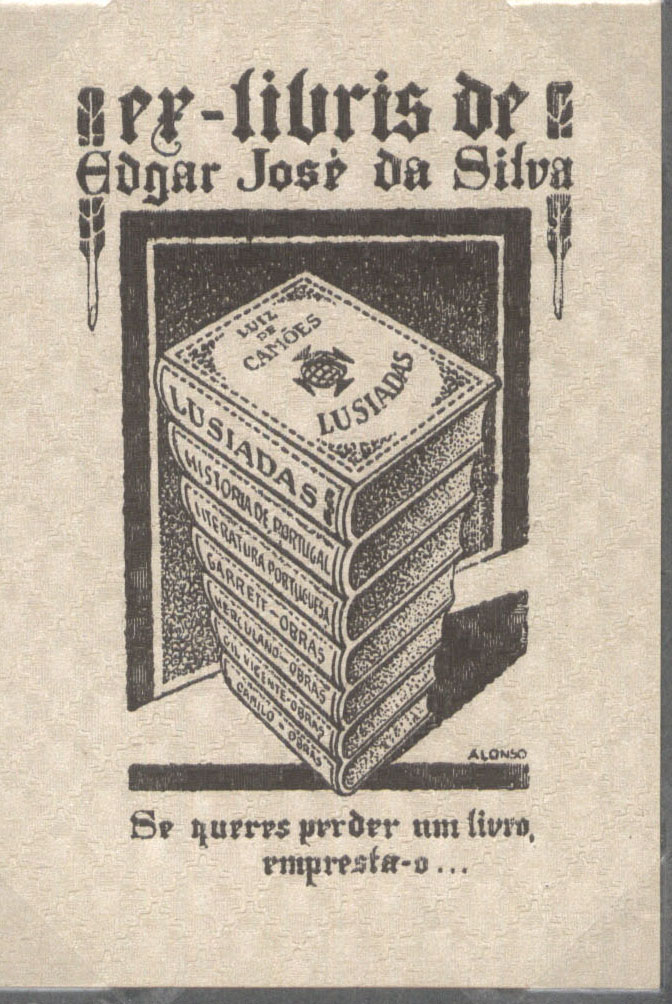 ex-libris de
Edgar José da Silva
LUIZ
DE
CAMÕES
LUSIADAS
LUSIADAS
HISTORIA DE PORTUGAL
LITERATURA PORTUGUESA
GARRETT-OBRAS
HERCULANO-OBRAS
GIL VICENTE-OBRAS
CAMILO-OBRAS
ALONSO
Se queres perder um livro,
empresta-o...